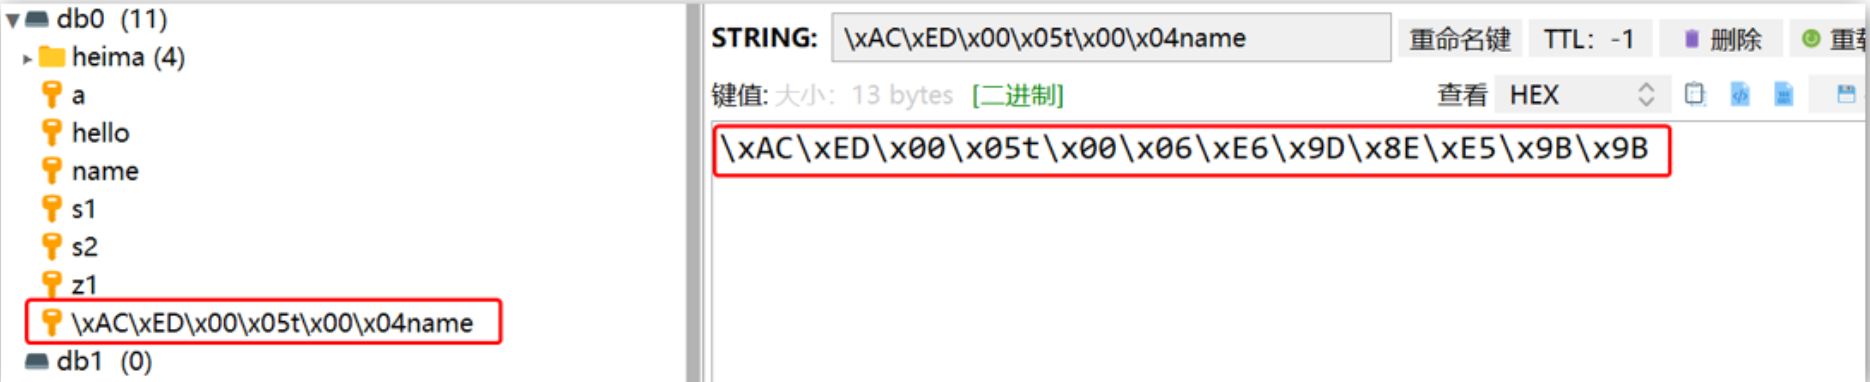 db0 (11)
heima (4)
a
hello
name
s1
s2
z1
\xAC\xED\x00\x05t\x00\x04name
db1 (0)
STRING: \xAC\xED\x00\x05t\x00\x04name 重命名键 TTL: -1 删除 重
键值: 大小: 13 bytes [二进制] 查看 HEX
\xAC\xED\x00\x05t\x00\x06\xE6\x9D\x8E\xE5\x9B\x9B